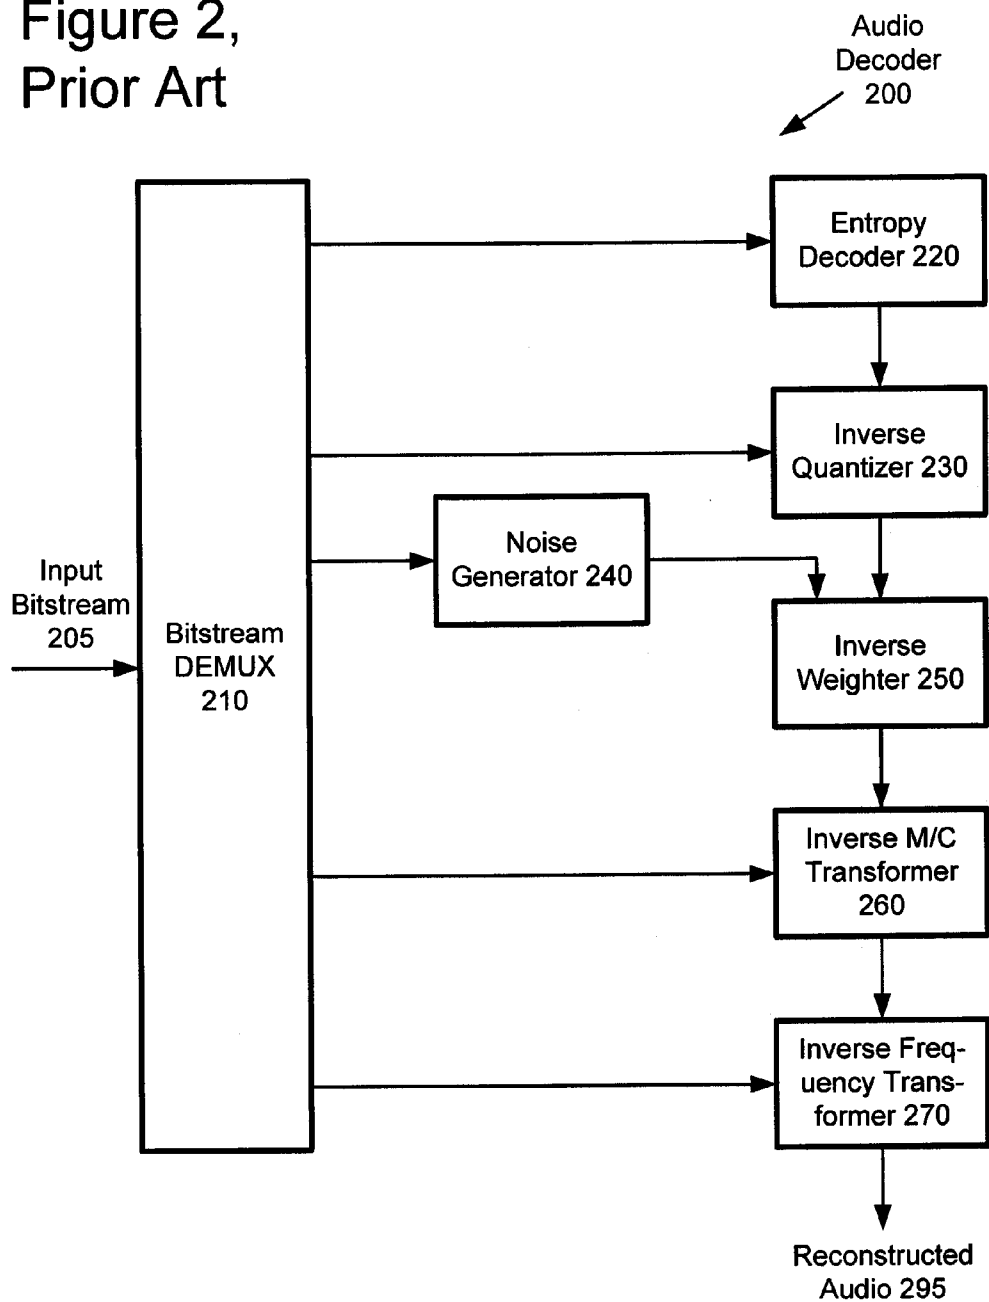 Figure 2,
Prior Art
Audio
Decoder
200
Entropy
Decoder 220
Inverse
Quantizer 230
Noise
Generator 240
Input
Bitstream
205
Bitstream
DEMUX
210
Inverse
Weighter 250
Inverse M/C
Transformer
260
Inverse Freq-
uency Trans-
former 270
Reconstructed
Audio 295